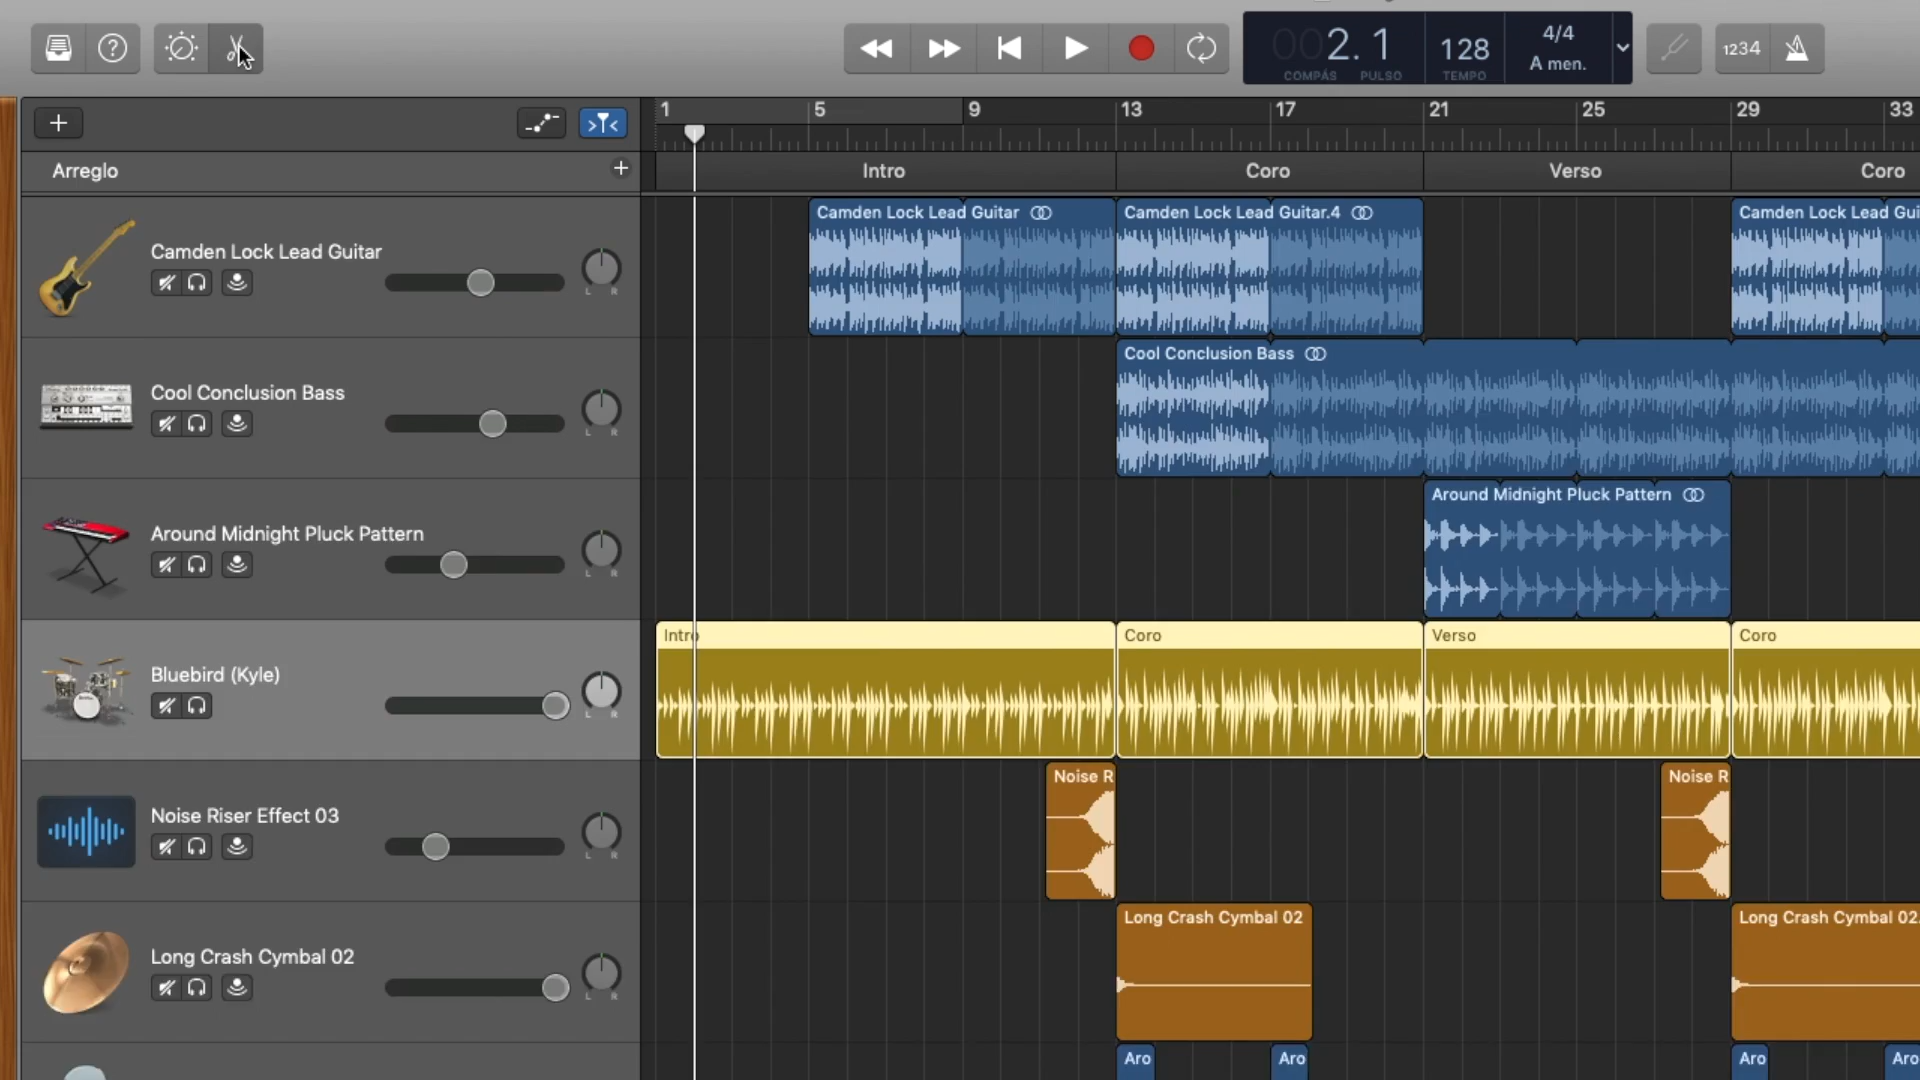 002. 1
COMPÁS PULSO
128
TEMPO
4/4
A men.
1234
1 5 9 13 17 21 25 29 33
Arreglo
Intro Coro Verso Coro
Camden Lock Lead Guitar
L R
Camden Lock Lead Guitar
Camden Lock Lead Guitar.4
Camden Lock Lead Gui
Cool Conclusion Bass
L R
Cool Conclusion Bass
Around Midnight Pluck Pattern
L R
Around Midnight Pluck Pattern
Bluebird (Kyle)
L R
Intro Coro Verso Coro
Noise Riser Effect 03
L R
Noise R
Noise R
Long Crash Cymbal 02
L R
Long Crash Cymbal 02
Long Crash Cymbal 02.
Aro Aro Aro Aro